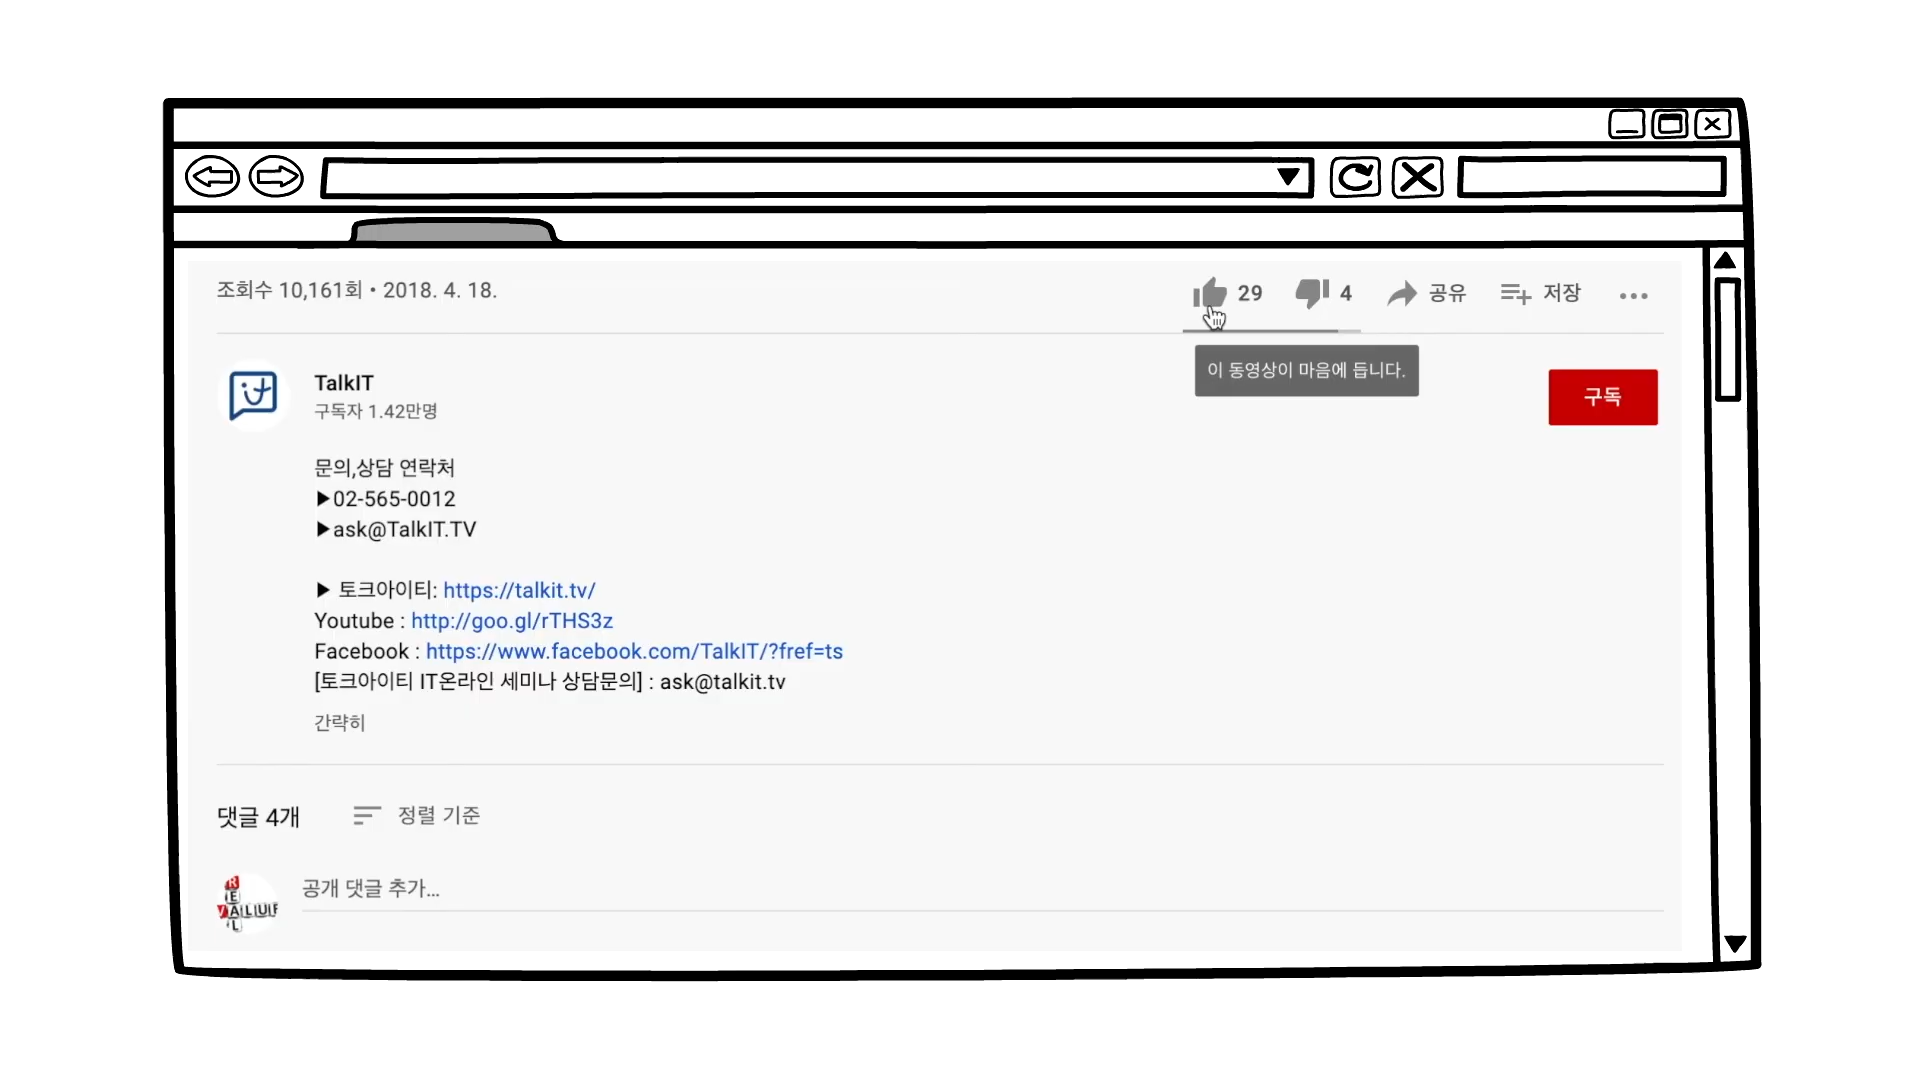 조회수 10,161회 • 2018. 4. 18.
29
4
공유
저장
이 동영상이 마음에 듭니다.
TalkIT
구독자 1.42만명
구독
문의,상담 연락처
▶02-565-0012
▶ask@TalkIT.TV
▶ 토크아이티: https://talkit.tv/
Youtube : http://goo.gl/rTHS3z
Facebook : https://www.facebook.com/TalkIT/?fref=ts
[토크아이티 IT온라인 세미나 상담문의] : ask@talkit.tv
간략히
댓글 4개
정렬 기준
공개 댓글 추가...